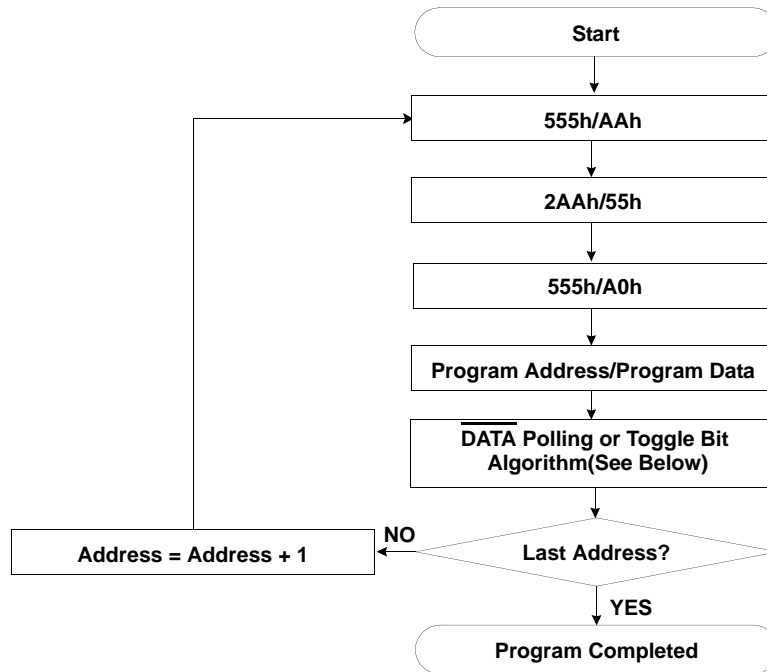 Start
555h/AAh
2AAh/55h
555h/A0h
Program Address/Program Data
DATA Polling or Toggle Bit
Algorithm(See Below)
NO
Address = Address + 1
Last Address?
YES
Program Completed